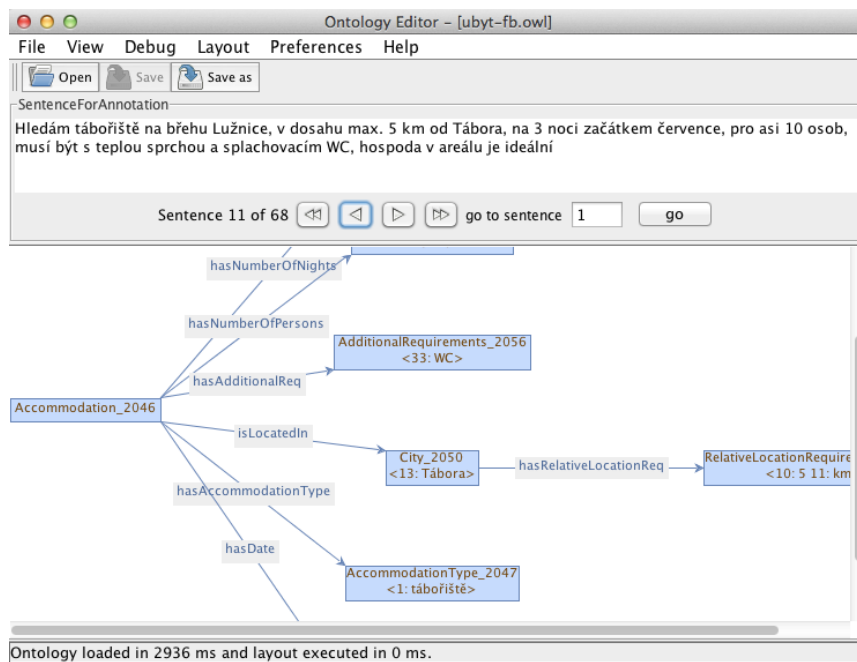 Ontology Editor – [ubyt-fb.owl]
File View Debug Layout Preferences Help
Open Save Save as
SentenceForAnnotation
Hledám tábořiště na břehu Lužnice, v dosahu max. 5 km od Tábora, na 3 noci začátkem července, pro asi 10 osob,
musí být s teplou sprchou a splachovacím WC, hospoda v areálu je ideální
Sentence 11 of 68 go to sentence 1 go
hasNumberOfNights
hasNumberOfPersons
AdditionalRequirements_2056
<33: WC>
hasAdditionalReq
Accommodation_2046
isLocatedIn
City_2050
<13: Tábora>
hasRelativeLocationReq
RelativeLocationRequire
<10: 5 11: km
hasAccommodationType
hasDate
AccommodationType_2047
<1: tábořiště>
Ontology loaded in 2936 ms and layout executed in 0 ms.